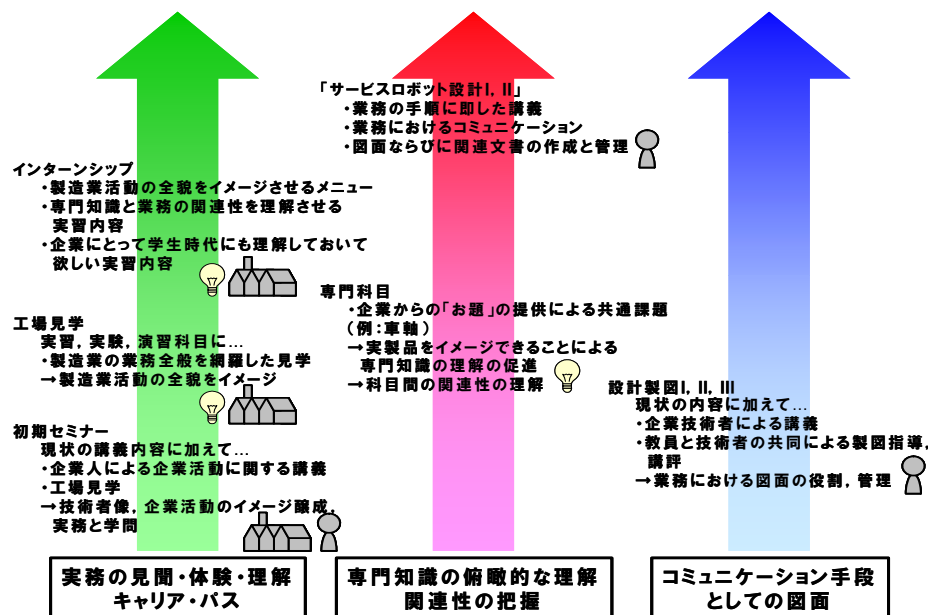 「サービスロボット設計I, II」
・業務の手順に即した講義
・業務におけるコミュニケーション
・図面ならびに関連文書の作成と管理
インターンシップ
・製造業活動の全貌をイメージさせるメニュー
・専門知識と業務の関連性を理解させる
実習内容
・企業にとって学生時代にも理解しておいて
欲しい実習内容
専門科目
・企業からの「お題」の提供による共通課題
（例：車軸）
→実製品をイメージできることによる
専門知識の理解の促進
→科目間の関連性の理解
工場見学
実習, 実験, 演習科目に…
・製造業の業務全般を網羅した見学
→製造業活動の全貌をイメージ
設計製図I, II, III
現状の内容に加えて…
・企業技術者による講義
・教員と技術者の共同による製図指導,
講評
→業務における図面の役割, 管理
初期セミナー
現状の講義内容に加えて…
・企業人による企業活動に関する講義
・工場見学
→技術者像, 企業活動のイメージ醸成,
実務と学問
実務の見聞・体験・理解
キャリア・パス
専門知識の俯瞰的な理解
関連性の把握
コミュニケーション手段
としての図面